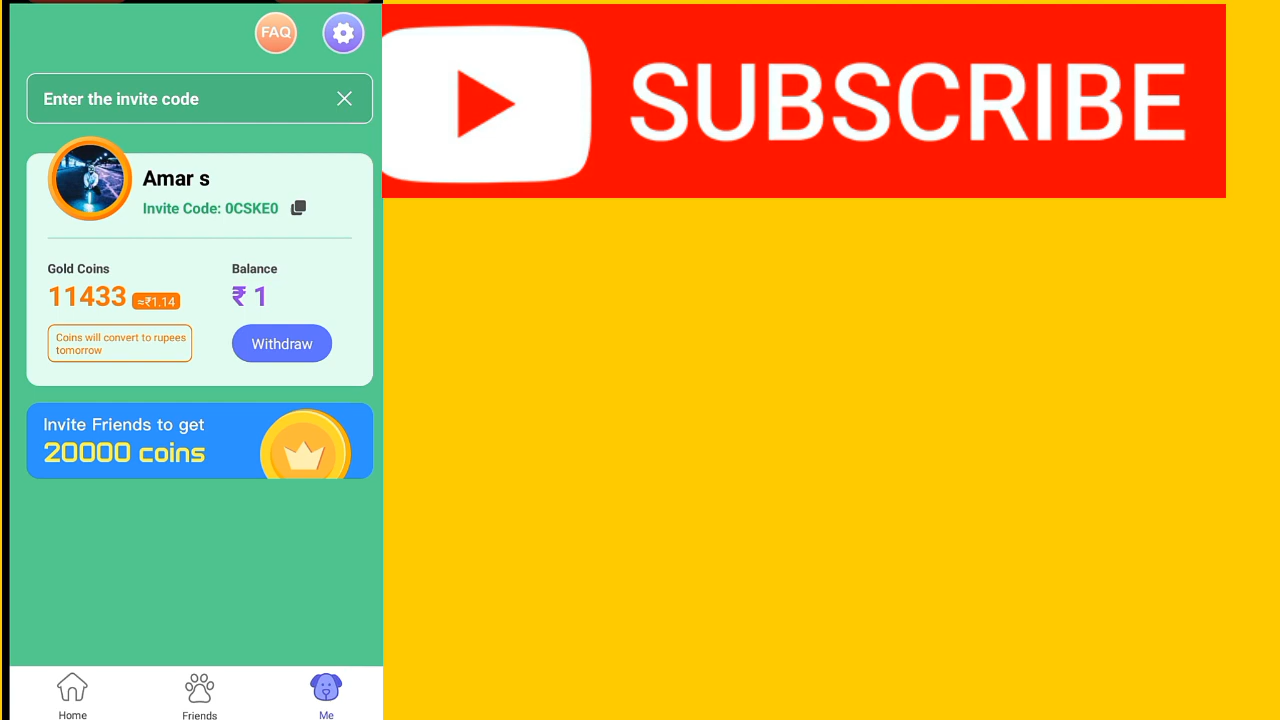 FAQ
Enter the invite code
SUBSCRIBE
Amar s
Invite Code: 0CSKE0
Gold Coins
Balance
11433 ≈₹1.14
₹ 1
Coins will convert to rupees
tomorrow
Withdraw
Invite Friends to get
20000 coins
Home
Friends
Me